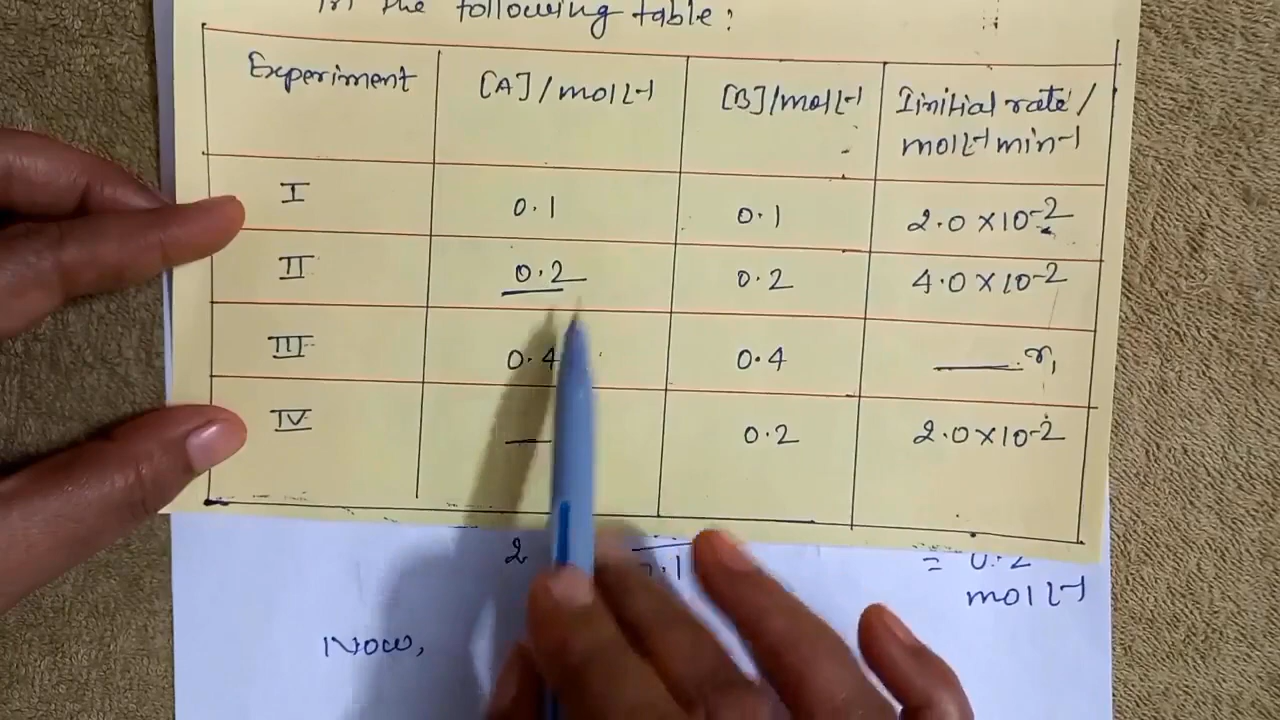 in the following table:
Experiment [A]/mol L-1 [B]/mol L-1 Iinitial rate/
mol L-1 min-1
I 0.1 0.1 2.0 x 10-2
II 0.2 0.2 4.0 x 10-2
III 0.4 0.4 r1
IV 0.2 2.0 x 10-2
2 = 0.2
mol L-1
Now,